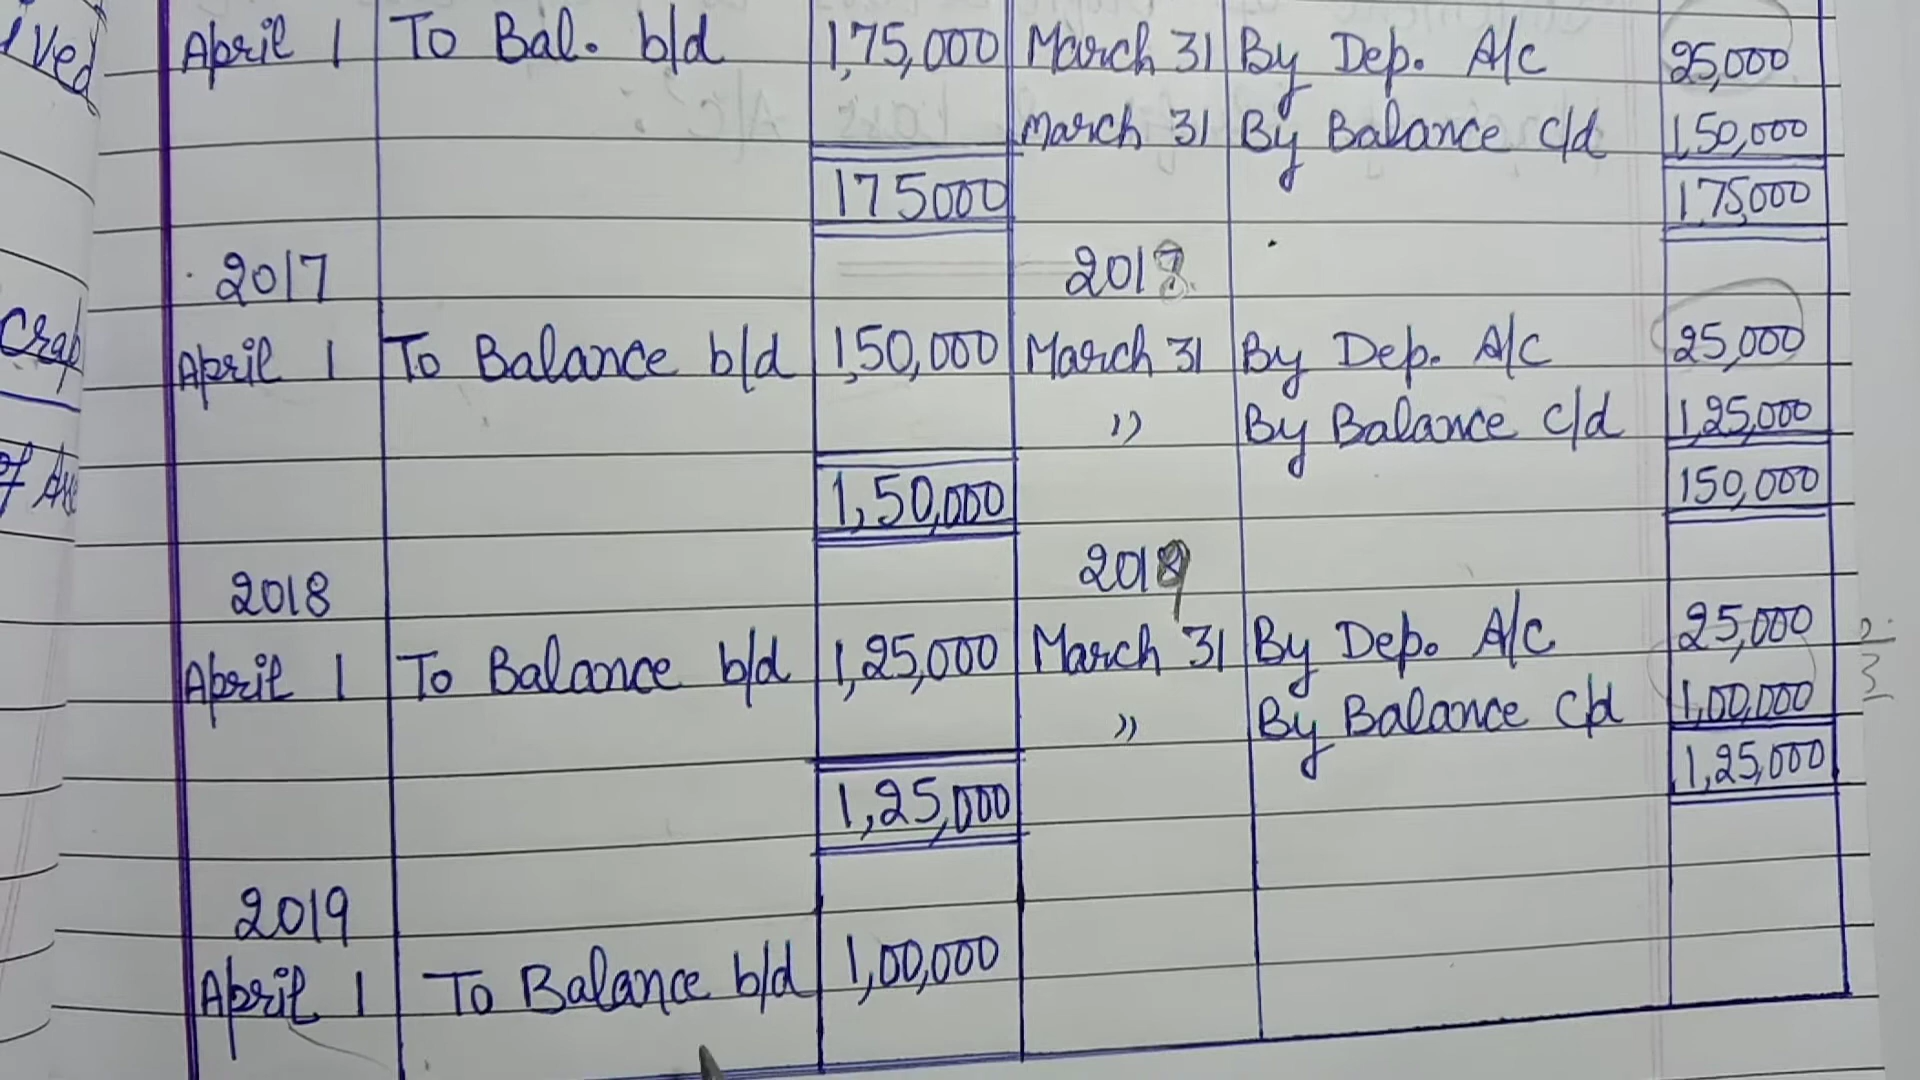 ived
April 1 To Bal. b/d 1,75,000 March 31 By Dep. A/c 25,000
March 31 By Balance c/d 1,50,000
175000 1,75,000
2017 2018
crap
April 1 To Balance b/d 1,50,000 March 31 By Dep. A/c 25,000
" By Balance c/d 1,25,000
of
1,50,000 150,000
2018 2019
April 1 To Balance b/d 1,25,000 March 31 By Dep. A/c 25,000
" By Balance c/d 1,00,000
1,25,000 1,25,000
2019
April 1 To Balance b/d 1,00,000